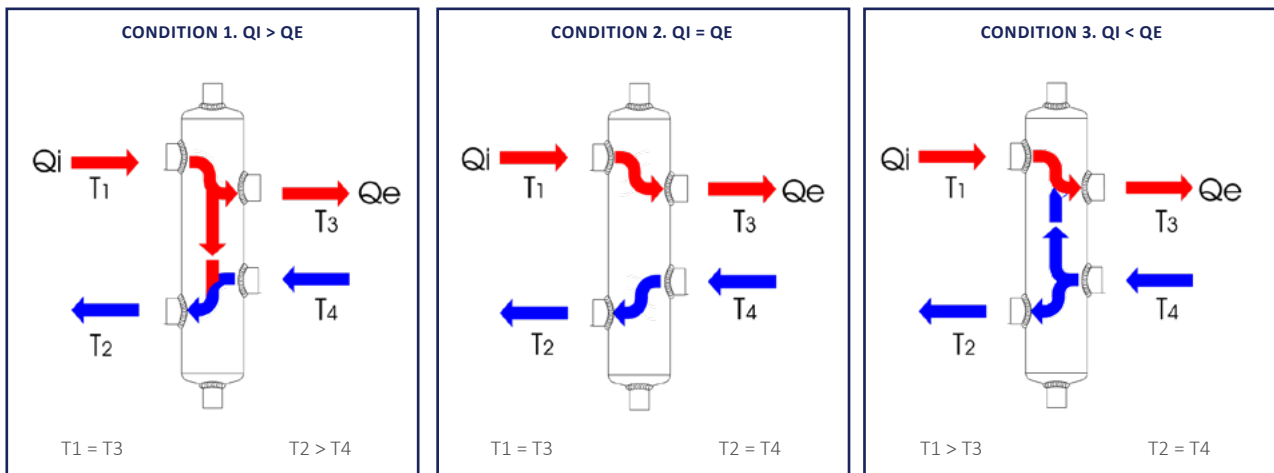 CONDITION 1. QI > QE
Qi
T1
T3
Qe
T2
T4
T1 = T3
T2 > T4
CONDITION 2. QI = QE
Qi
T1
T3
Qe
T2
T4
T1 = T3
T2 = T4
CONDITION 3. QI < QE
Qi
T1
T3
Qe
T2
T4
T1 > T3
T2 = T4